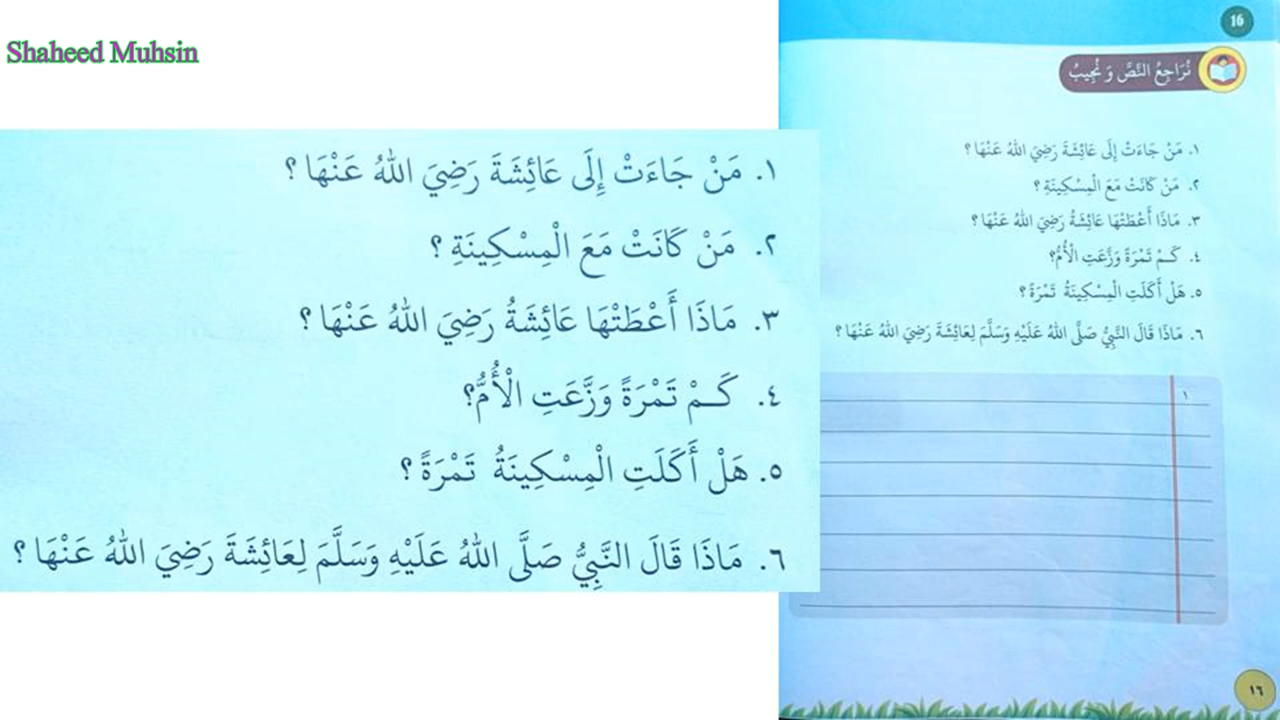 Shaheed Muhsin
١. مَنْ جَاءَتْ إِلَى عَائِشَةَ رَضِيَ اللهُ عَنْهَا ؟
٢. مَنْ كَانَتْ مَعَ الْمِسْكِينَةِ ؟
٣. مَاذَا أَعْطَتْهَا عَائِشَةُ رَضِيَ اللهُ عَنْهَا ؟
٤. كَـمْ تَمْرَةً وَزَّعَتِ الْأُمُّ؟
٥. هَلْ أَكَلَتِ الْمِسْكِينَةُ تَمْرَةً ؟
٦. مَاذَا قَالَ النَّبِيُّ صَلَّى اللهُ عَلَيْهِ وَسَلَّمَ لِعَائِشَةَ رَضِيَ اللهُ عَنْهَا ؟
16
نُرَاجِعُ النَّصَّ وَ نُجِيبُ
١. مَنْ جَاءَتْ إِلَى عَائِشَةَ رَضِيَ اللهُ عَنْهَا ؟
٢. مَنْ كَانَتْ مَعَ الْمِسْكِينَةِ ؟
٣. مَاذَا أَعْطَتْهَا عَائِشَةُ رَضِيَ اللهُ عَنْهَا ؟
٤. كَـمْ تَمْرَةً وَزَّعَتِ الْأُمُّ؟
٥. هَلْ أَكَلَتِ الْمِسْكِينَةُ تَمْرَةً ؟
٦. مَاذَا قَالَ النَّبِيُّ صَلَّى اللهُ عَلَيْهِ وَسَلَّمَ لِعَائِشَةَ رَضِيَ اللهُ عَنْهَا ؟
١
١٦